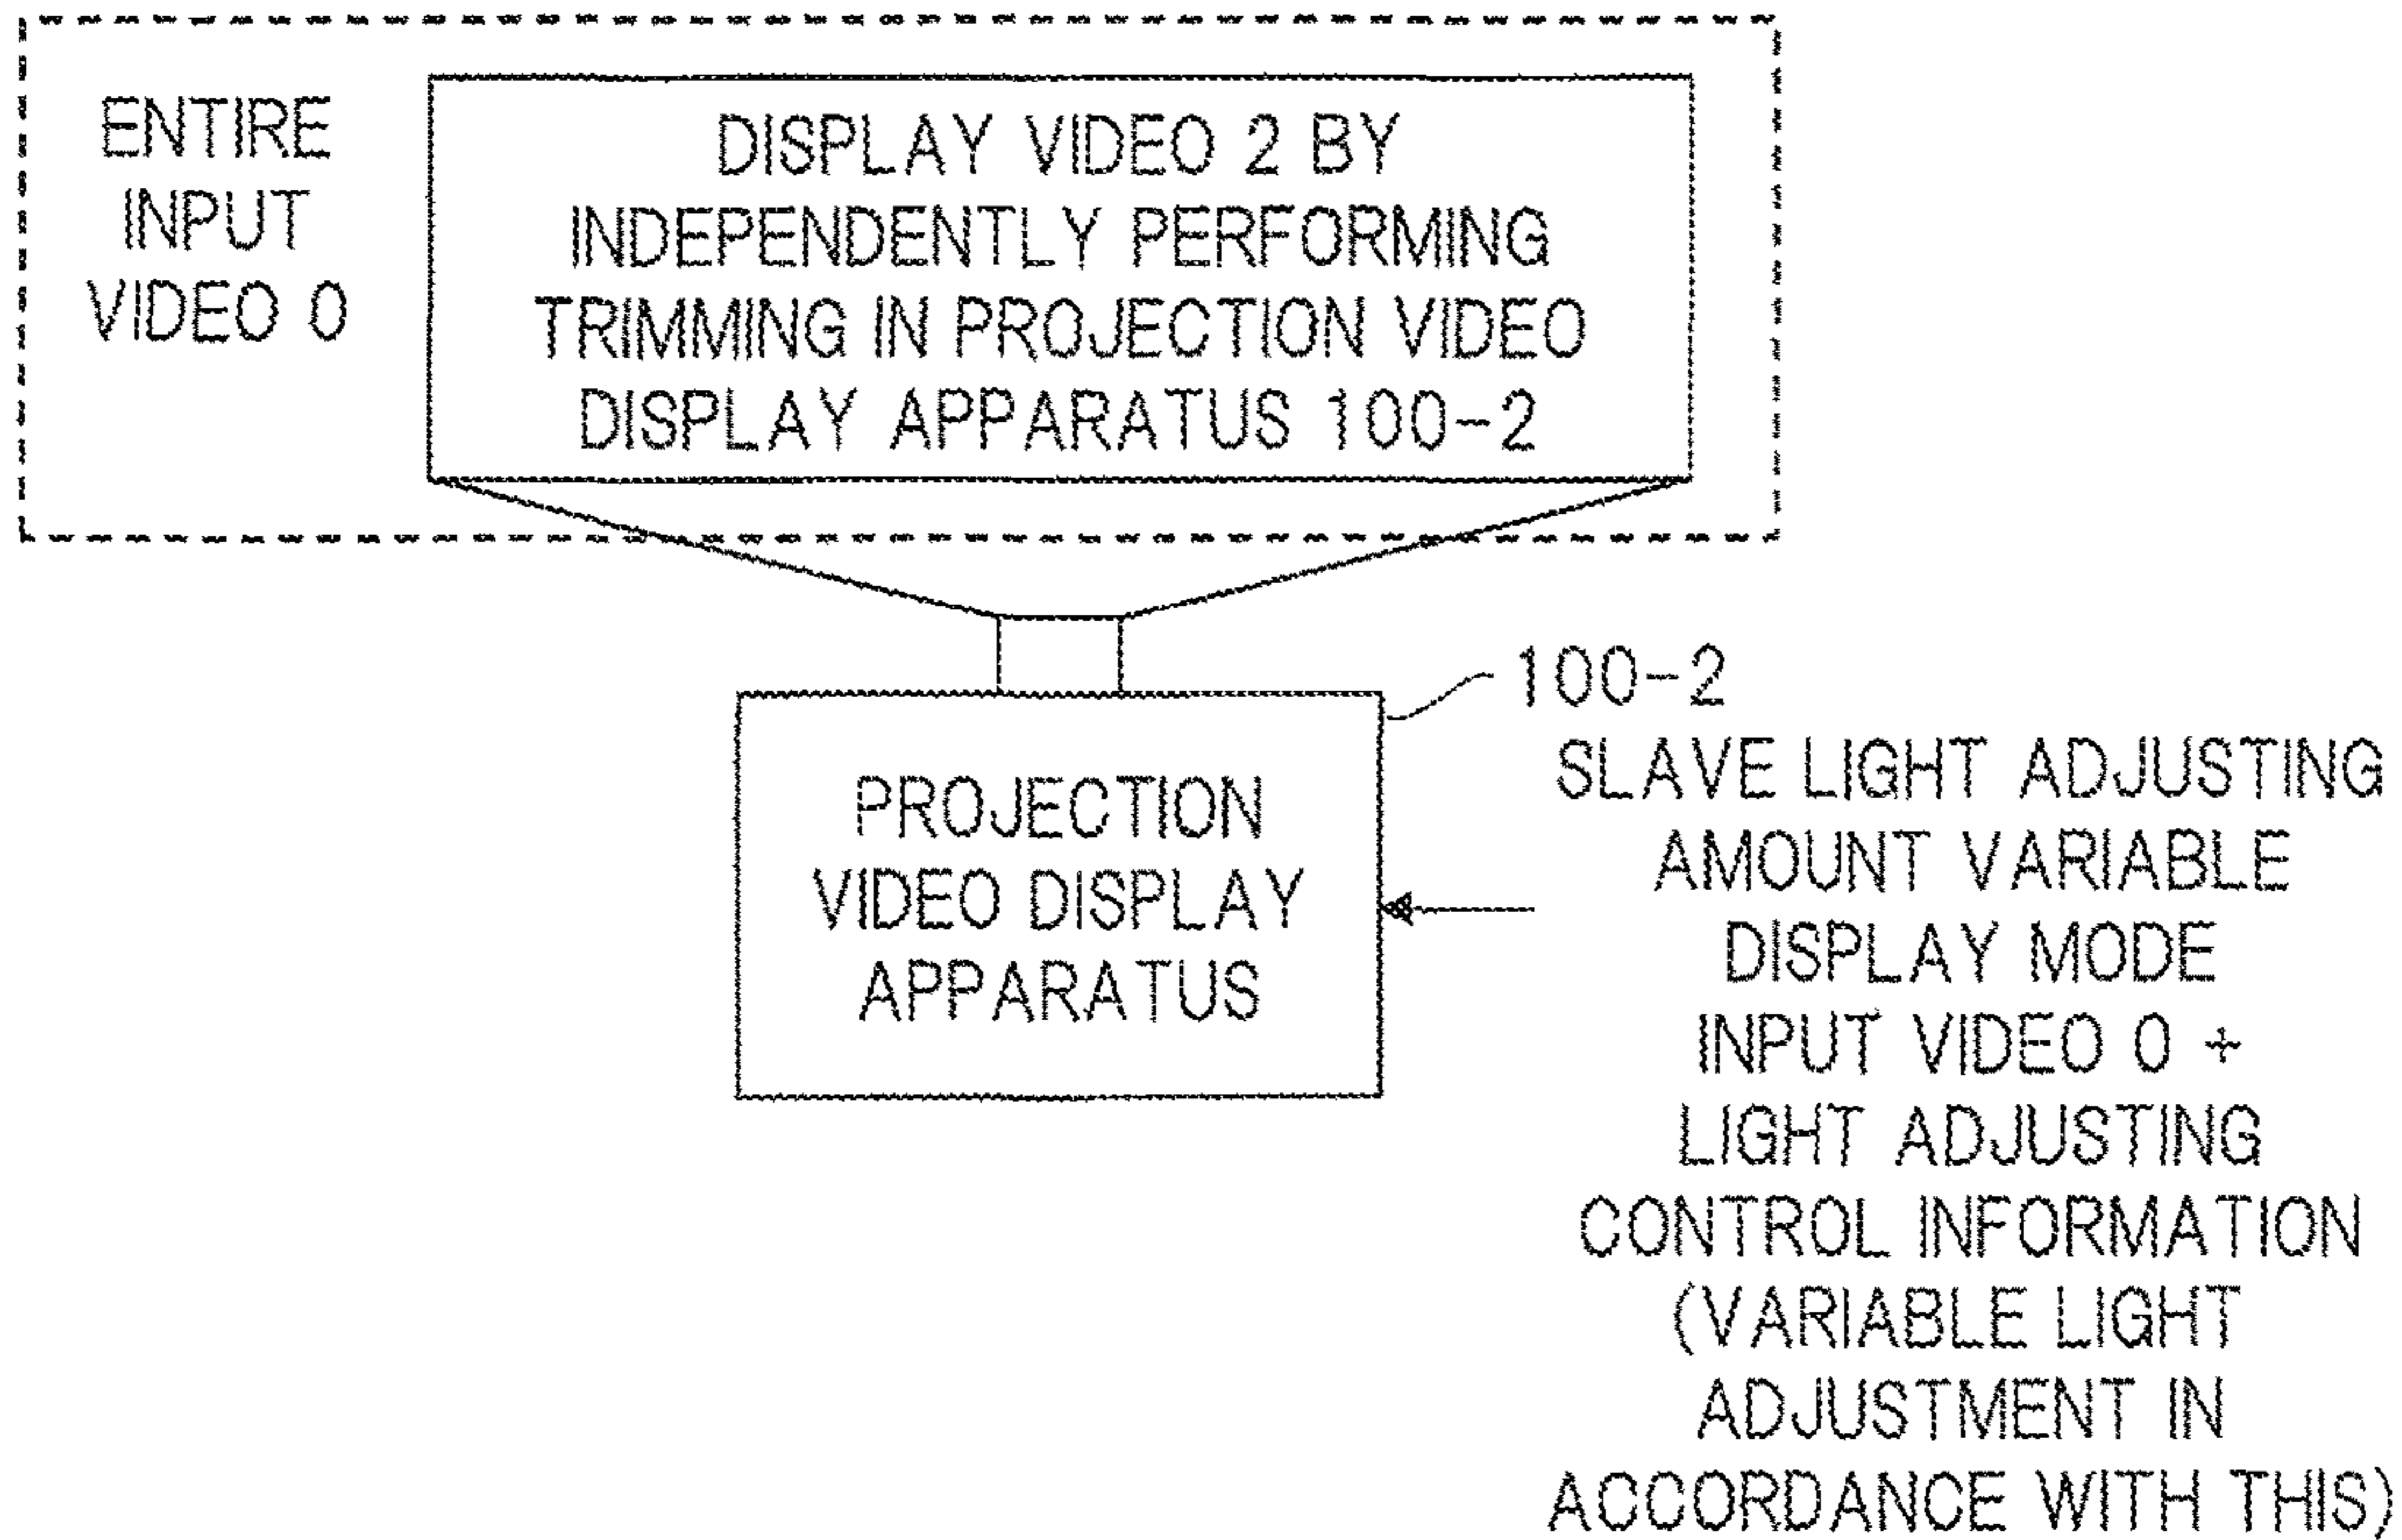 ENTIRE
INPUT
VIDEO 0
DISPLAY VIDEO 2 BY
INDEPENDENTLY PERFORMING
TRIMMING IN PROJECTION VIDEO
DISPLAY APPARATUS 100-2
PROJECTION
VIDEO DISPLAY
APPARATUS
100-2
SLAVE LIGHT ADJUSTING
AMOUNT VARIABLE
DISPLAY MODE
INPUT VIDEO 0 +
LIGHT ADJUSTING
CONTROL INFORMATION
(VARIABLE LIGHT
ADJUSTMENT IN
ACCORDANCE WITH THIS)